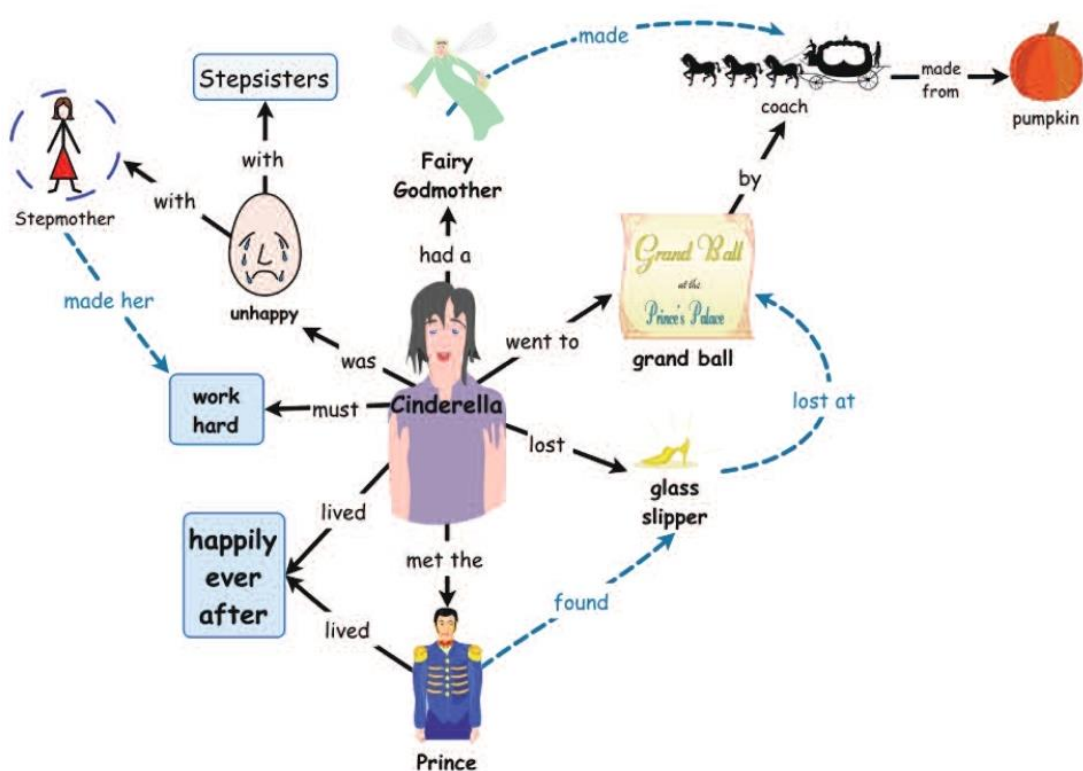 made
Stepsisters
made
from
coach
pumpkin
with
Fairy
Godmother
with
by
Stepmother
had a
Grand Ball
at the
Prince's Palace
made her
unhappy
went to
grand ball
was
work
hard
must
Cinderella
lost at
lost
glass
slipper
lived
happily
ever
after
met the
found
lived
Prince